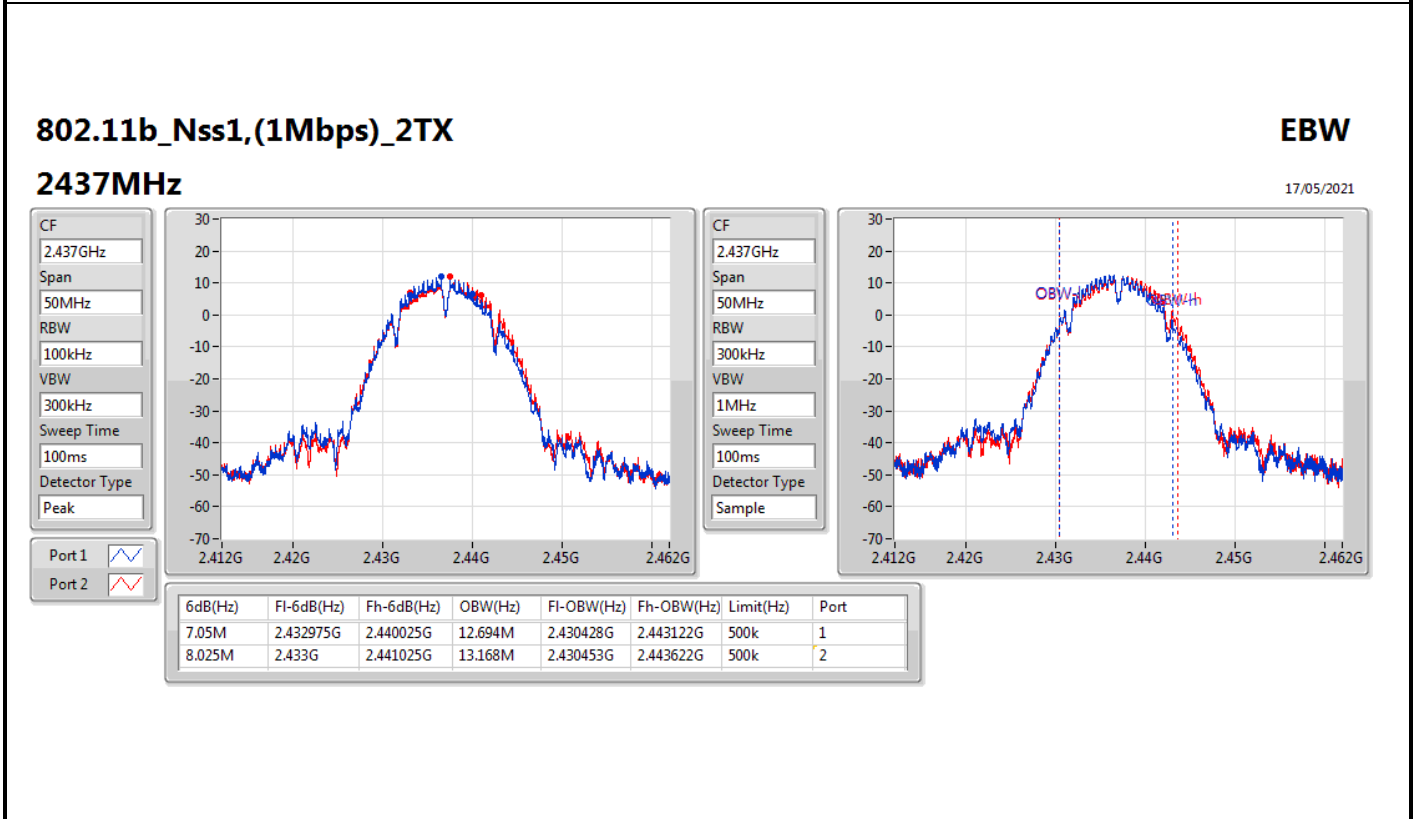 802.11b_Nss1,(1Mbps)_2TX EBW
2437MHz 17/05/2021
CF
2.437GHz
Span
50MHz
RBW
100kHz
VBW
300kHz
Sweep Time
100ms
Detector Type
Peak
Port 1
Port 2
30
20
10
0
-10
-20
-30
-40
-50
-60
-70
2.412G 2.42G 2.43G 2.44G 2.45G 2.462G
CF
2.437GHz
Span
50MHz
RBW
300kHz
VBW
1MHz
Sweep Time
100ms
Detector Type
Sample
30
20
10
0
-10
-20
-30
-40
-50
-60
-70
2.412G 2.42G 2.43G 2.44G 2.45G 2.462G
6dB(Hz) Fl-6dB(Hz) Fh-6dB(Hz) OBW(Hz) Fl-OBW(Hz) Fh-OBW(Hz) Limit(Hz) Port
7.05M 2.432975G 2.440025G 12.694M 2.430428G 2.443122G 500k 1
8.025M 2.433G 2.441025G 13.168M 2.430453G 2.443622G 500k 2